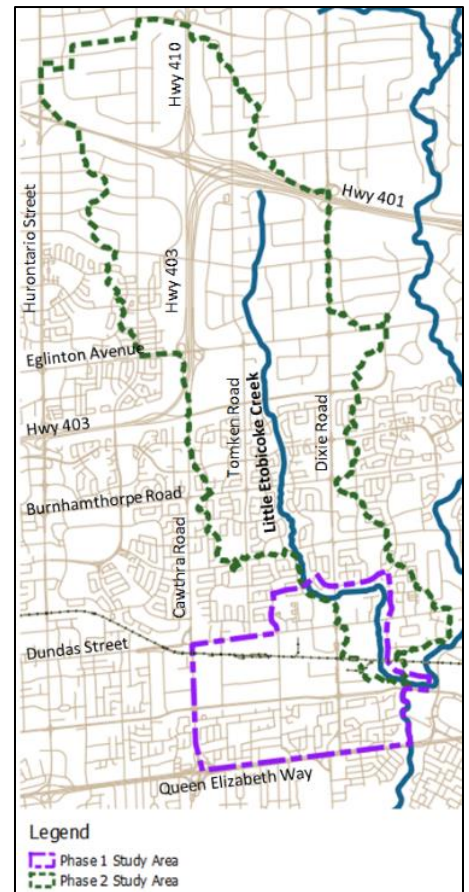 Hwy 410
Hwy 401
Hurontario Street
Hwy 403
Eglinton Avenue
Tomken Road
Little Etobicoke Creek
Dixie Road
Hwy 403
Burnhamthorpe Road
Cawthra Road
Dundas Street
Queen Elizabeth Way
Legend
Phase 1 Study Area
Phase 2 Study Area